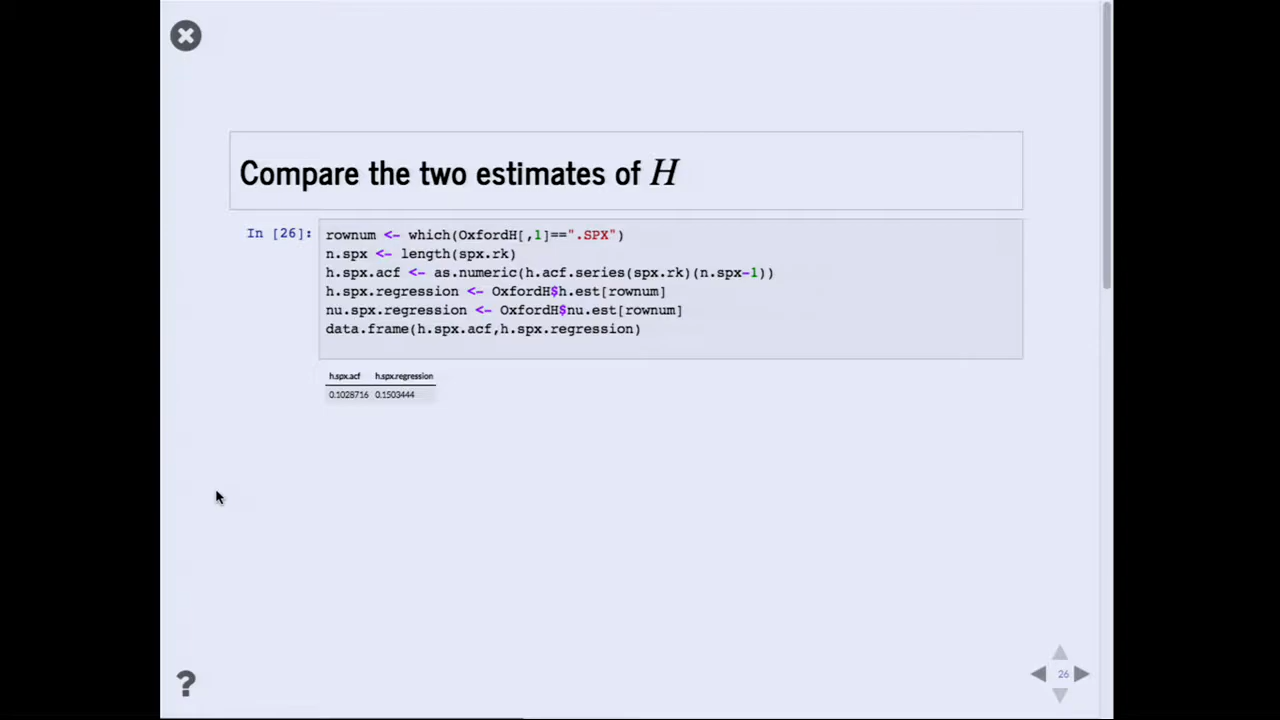 Compare the two estimates of H
In [26]:
rownum <- which(OxfordH[,1]==".SPX")
n.spx <- length(spx.rk)
h.spx.acf <- as.numeric(h.acf.series(spx.rk)(n.spx-1))
h.spx.regression <- OxfordH$h.est[rownum]
nu.spx.regression <- OxfordH$nu.est[rownum]
data.frame(h.spx.acf,h.spx.regression)
h.spx.acf h.spx.regression
0.1028716 0.1503444
?
26